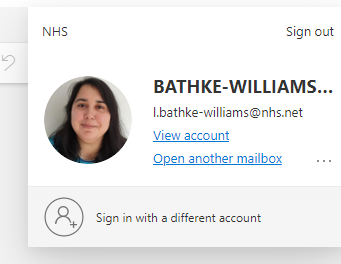 NHS
Sign out
BATHKE-WILLIAMS...
l.bathke-williams@nhs.net
View account
Open another mailbox
...
Sign in with a different account